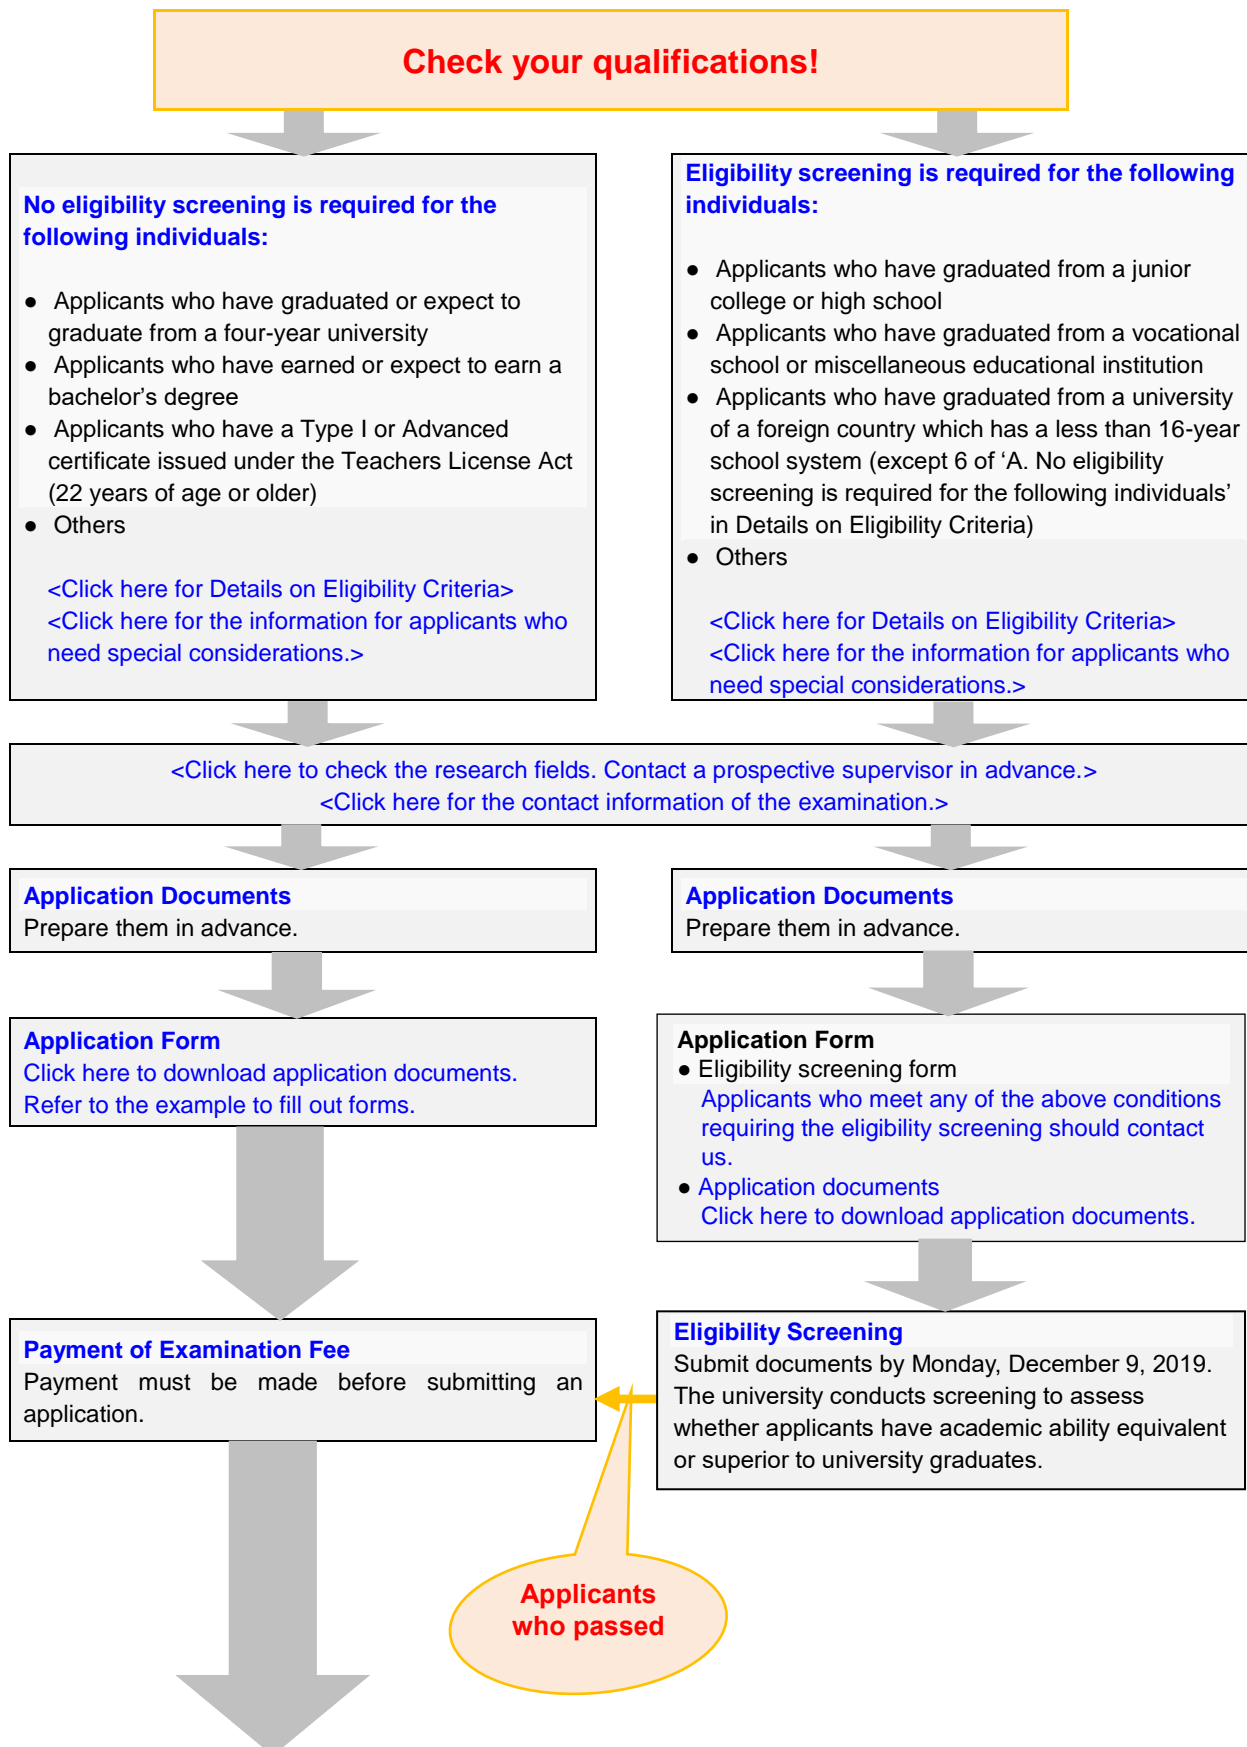 Check your qualifications!
No eligibility screening is required for the
following individuals:
● Applicants who have graduated or expect to
graduate from a four-year university
● Applicants who have earned or expect to earn a
bachelor’s degree
● Applicants who have a Type I or Advanced
certificate issued under the Teachers License Act
(22 years of age or older)
● Others
<Click here for Details on Eligibility Criteria>
<Click here for the information for applicants who
need special considerations.>
Eligibility screening is required for the following
individuals:
● Applicants who have graduated from a junior
college or high school
● Applicants who have graduated from a vocational
school or miscellaneous educational institution
● Applicants who have graduated from a university
of a foreign country which has a less than 16-year
school system (except 6 of ‘A. No eligibility
screening is required for the following individuals’
in Details on Eligibility Criteria)
● Others
<Click here for Details on Eligibility Criteria>
<Click here for the information for applicants who
need special considerations.>
<Click here to check the research fields. Contact a prospective supervisor in advance.>
<Click here for the contact information of the examination.>
Application Documents
Prepare them in advance.
Application Documents
Prepare them in advance.
Application Form
Click here to download application documents.
Refer to the example to fill out forms.
Application Form
● Eligibility screening form
Applicants who meet any of the above conditions
requiring the eligibility screening should contact
us.
● Application documents
Click here to download application documents.
Payment of Examination Fee
Payment must be made before submitting an
application.
Eligibility Screening
Submit documents by Monday, December 9, 2019.
The university conducts screening to assess
whether applicants have academic ability equivalent
or superior to university graduates.
Applicants
who passed